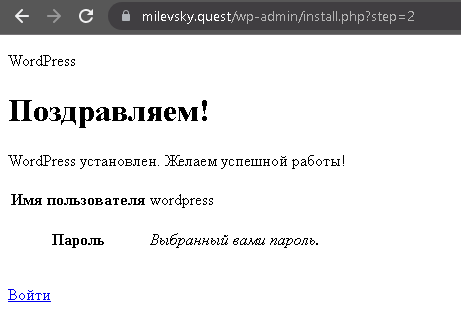 milevsky.quest/wp-admin/install.php?step=2
WordPress
Поздравляем!
WordPress установлен. Желаем успешной работы!
Имя пользователя wordpress
Пароль Выбранный вами пароль.
Войти